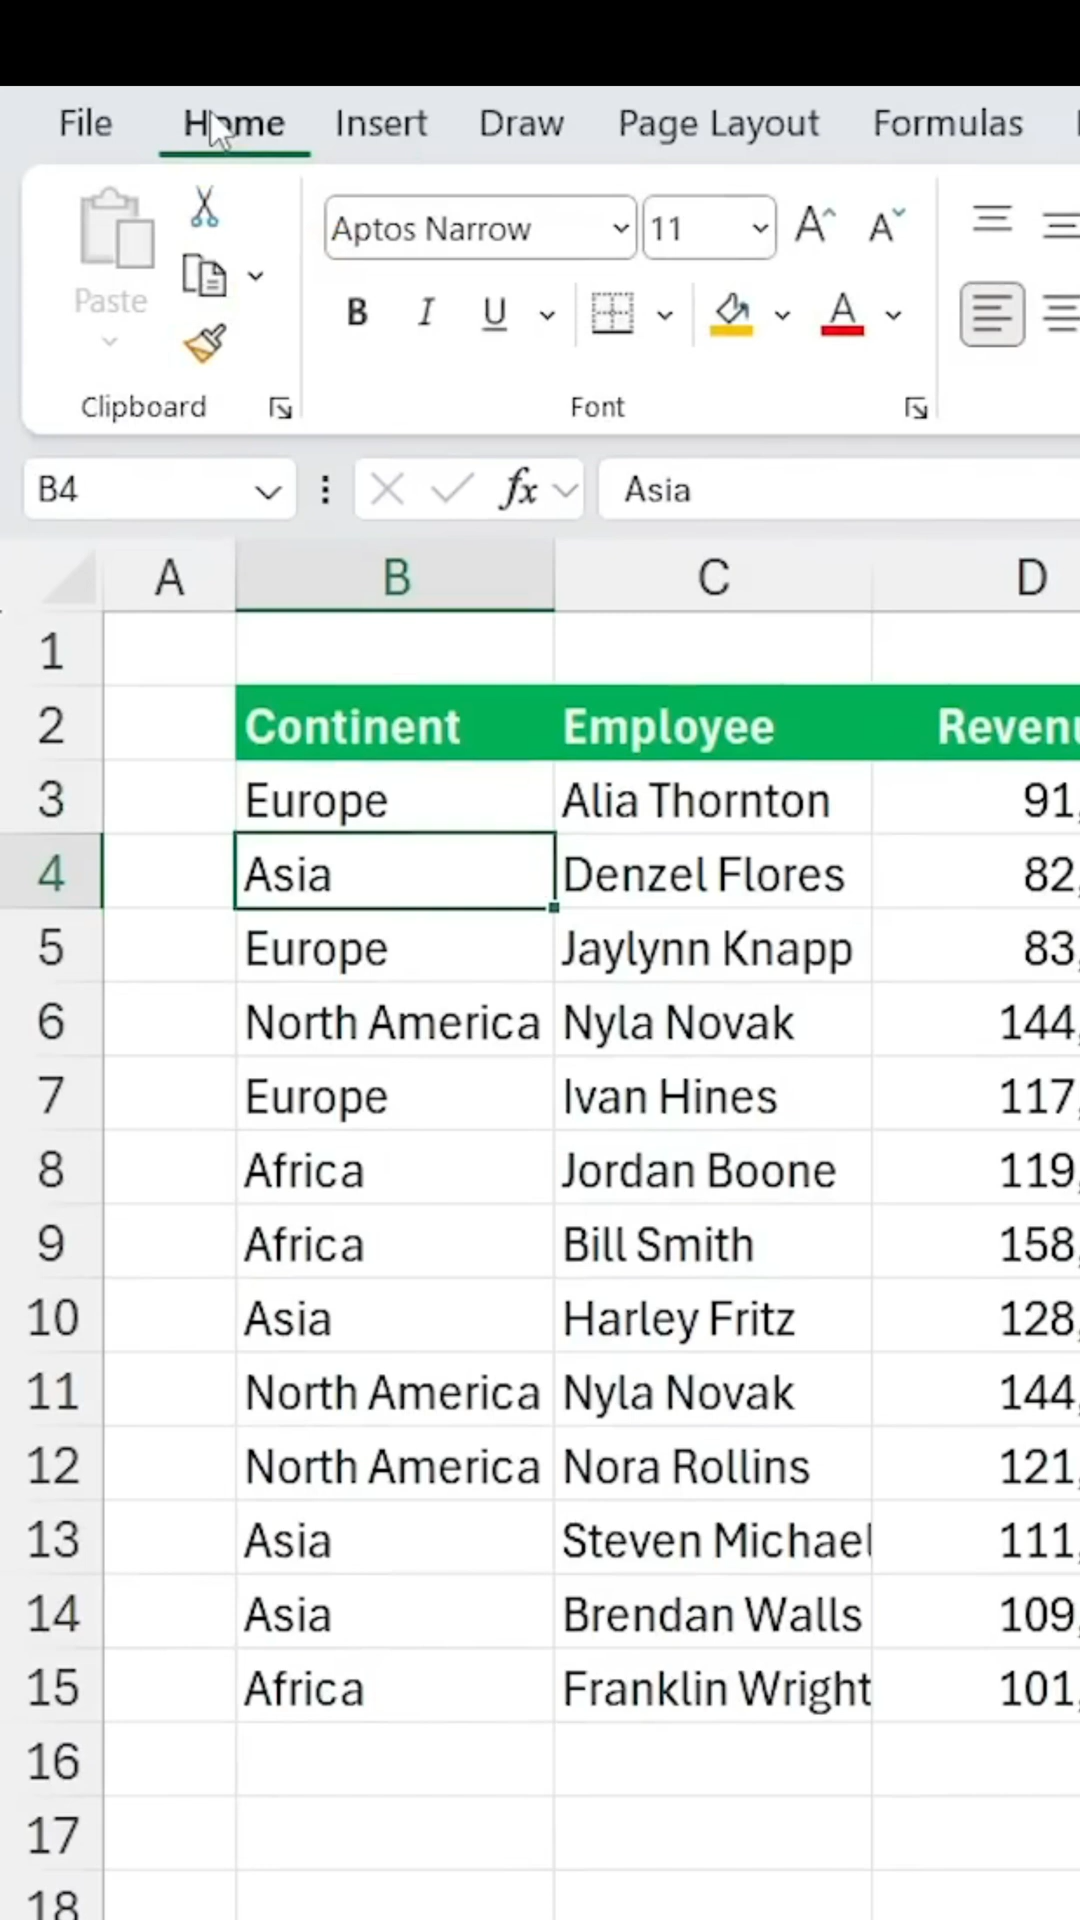 File Home Insert Draw Page Layout Formulas
Aptos Narrow 11
Paste
B I U A
Clipboard Font
B4 fx Asia
A B C D
1
2 Continent Employee Revenu
3 Europe Alia Thornton 91,
4 Asia Denzel Flores 82,
5 Europe Jaylynn Knapp 83,
6 North America Nyla Novak 144,
7 Europe Ivan Hines 117,
8 Africa Jordan Boone 119,
9 Africa Bill Smith 158,
10 Asia Harley Fritz 128,
11 North America Nyla Novak 144,
12 North America Nora Rollins 121,
13 Asia Steven Michael 111,
14 Asia Brendan Walls 109,
15 Africa Franklin Wright 101,
16
17
18